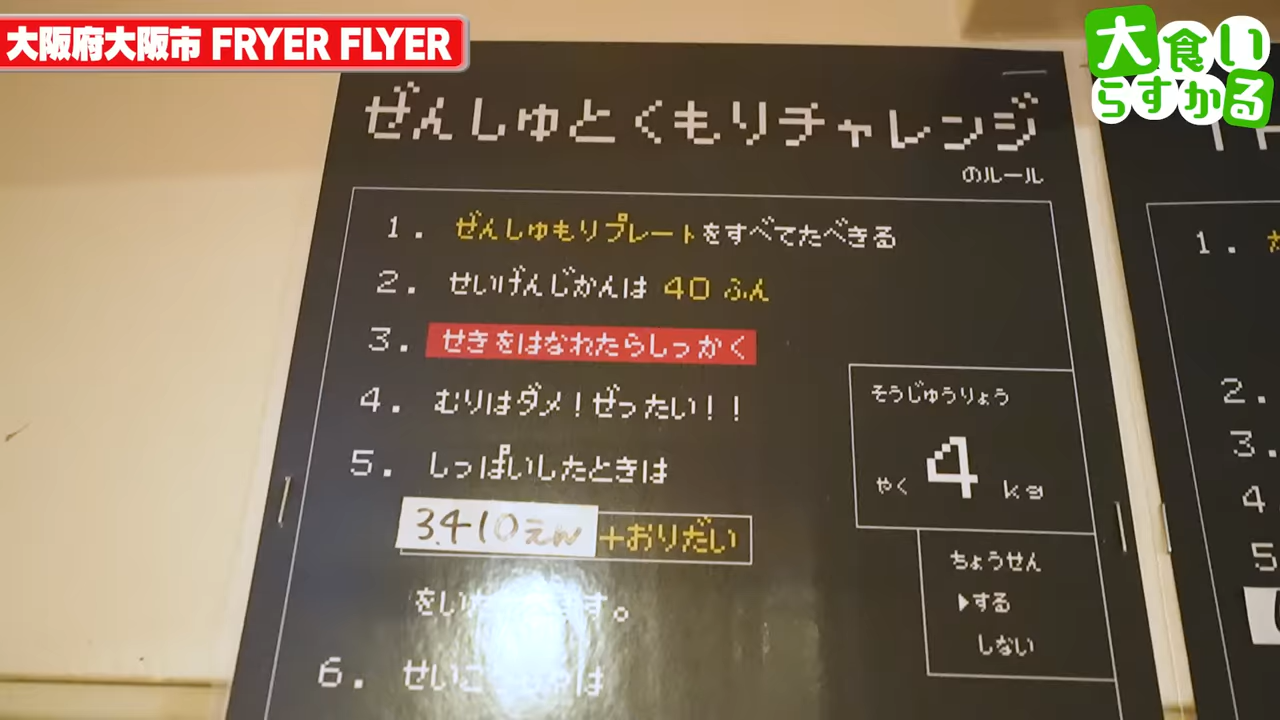 大阪府大阪市 FRYER FLYER
大食い
らすかる
ぜんしゅとくもりチャレンジ
のルール
1. ぜんしゅもりプレートをすべてたべきる
2. せいげんじかんは 40 ふん
3. せきをはなれたらしっかく
4. むりはダメ!ぜったい!!
5. しっぱいしたときは
3,410えん+おりだい
をい
す。
6. せいこ
は
そうじゅうりょう
やく 4 kg
ちょうせん
▶する
しない
1.
2.
3.
4
5